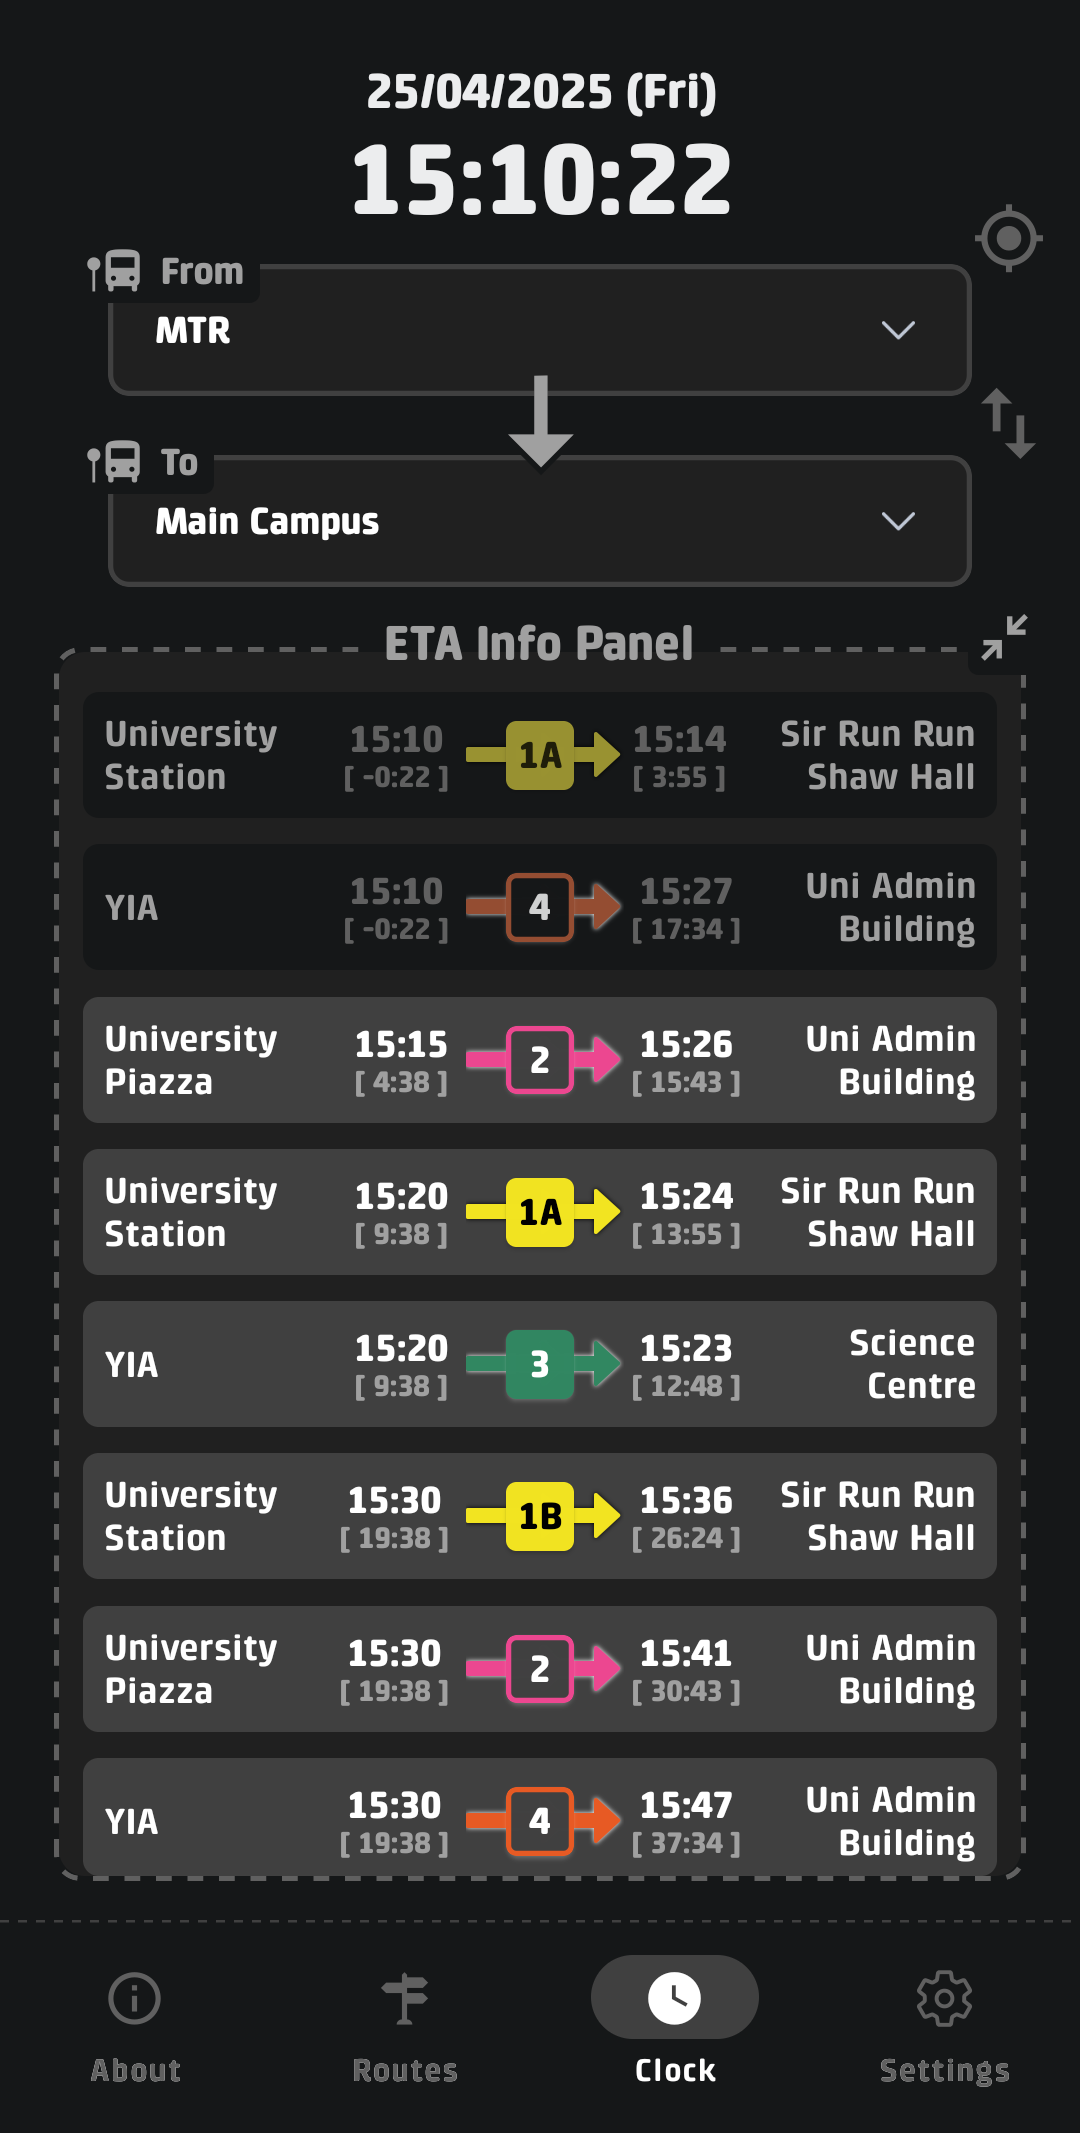 25/04/2025 (Fri)
15:10:22
From
MTR
To
Main Campus
ETA Info Panel
University 15:10 1A 15:14 Sir Run Run
Station [ -0:22 ] [ 3:55 ] Shaw Hall
YIA 15:10 4 15:27 Uni Admin
[ -0:22 ] [ 17:34 ] Building
University 15:15 2 15:26 Uni Admin
Piazza [ 4:38 ] [ 15:43 ] Building
University 15:20 1A 15:24 Sir Run Run
Station [ 9:38 ] [ 13:55 ] Shaw Hall
YIA 15:20 3 15:23 Science
[ 9:38 ] [ 12:48 ] Centre
University 15:30 1B 15:36 Sir Run Run
Station [ 19:38 ] [ 26:24 ] Shaw Hall
University 15:30 2 15:41 Uni Admin
Piazza [ 19:38 ] [ 30:43 ] Building
YIA 15:30 4 15:47 Uni Admin
[ 19:38 ] [ 37:34 ] Building
About Routes Clock Settings